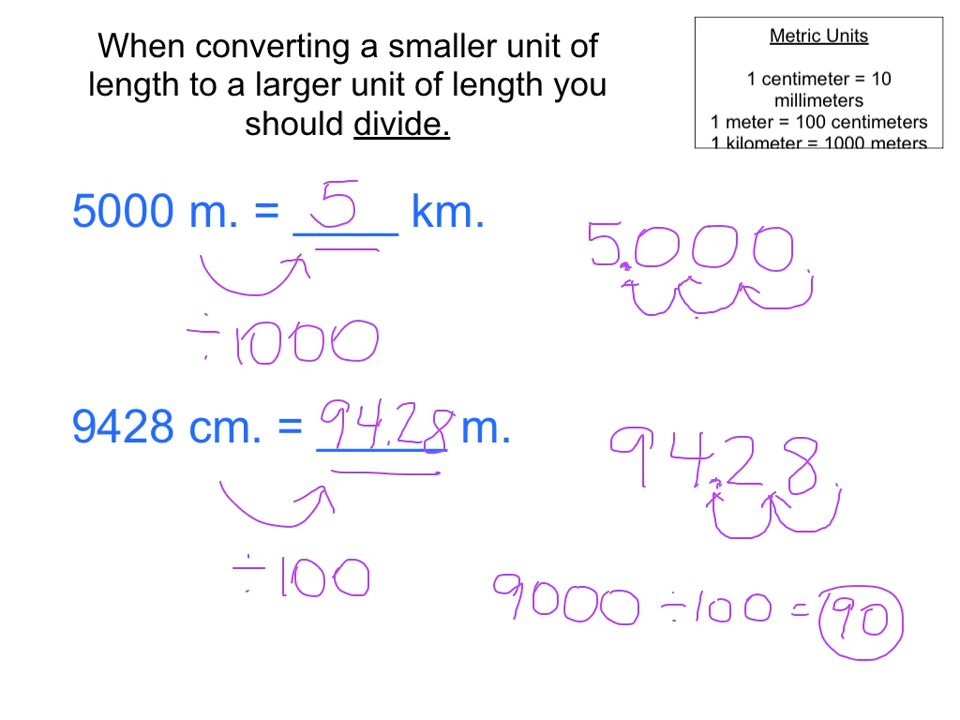 When converting a smaller unit of
length to a larger unit of length you
should divide.
Metric Units
1 centimeter = 10
millimeters
1 meter = 100 centimeters
1 kilometer = 1000 meters
5000 m. = 5 km.
÷1000
5.000.
9428 cm. = 94.28 m.
÷100
94.28.
9000 ÷100 = 90